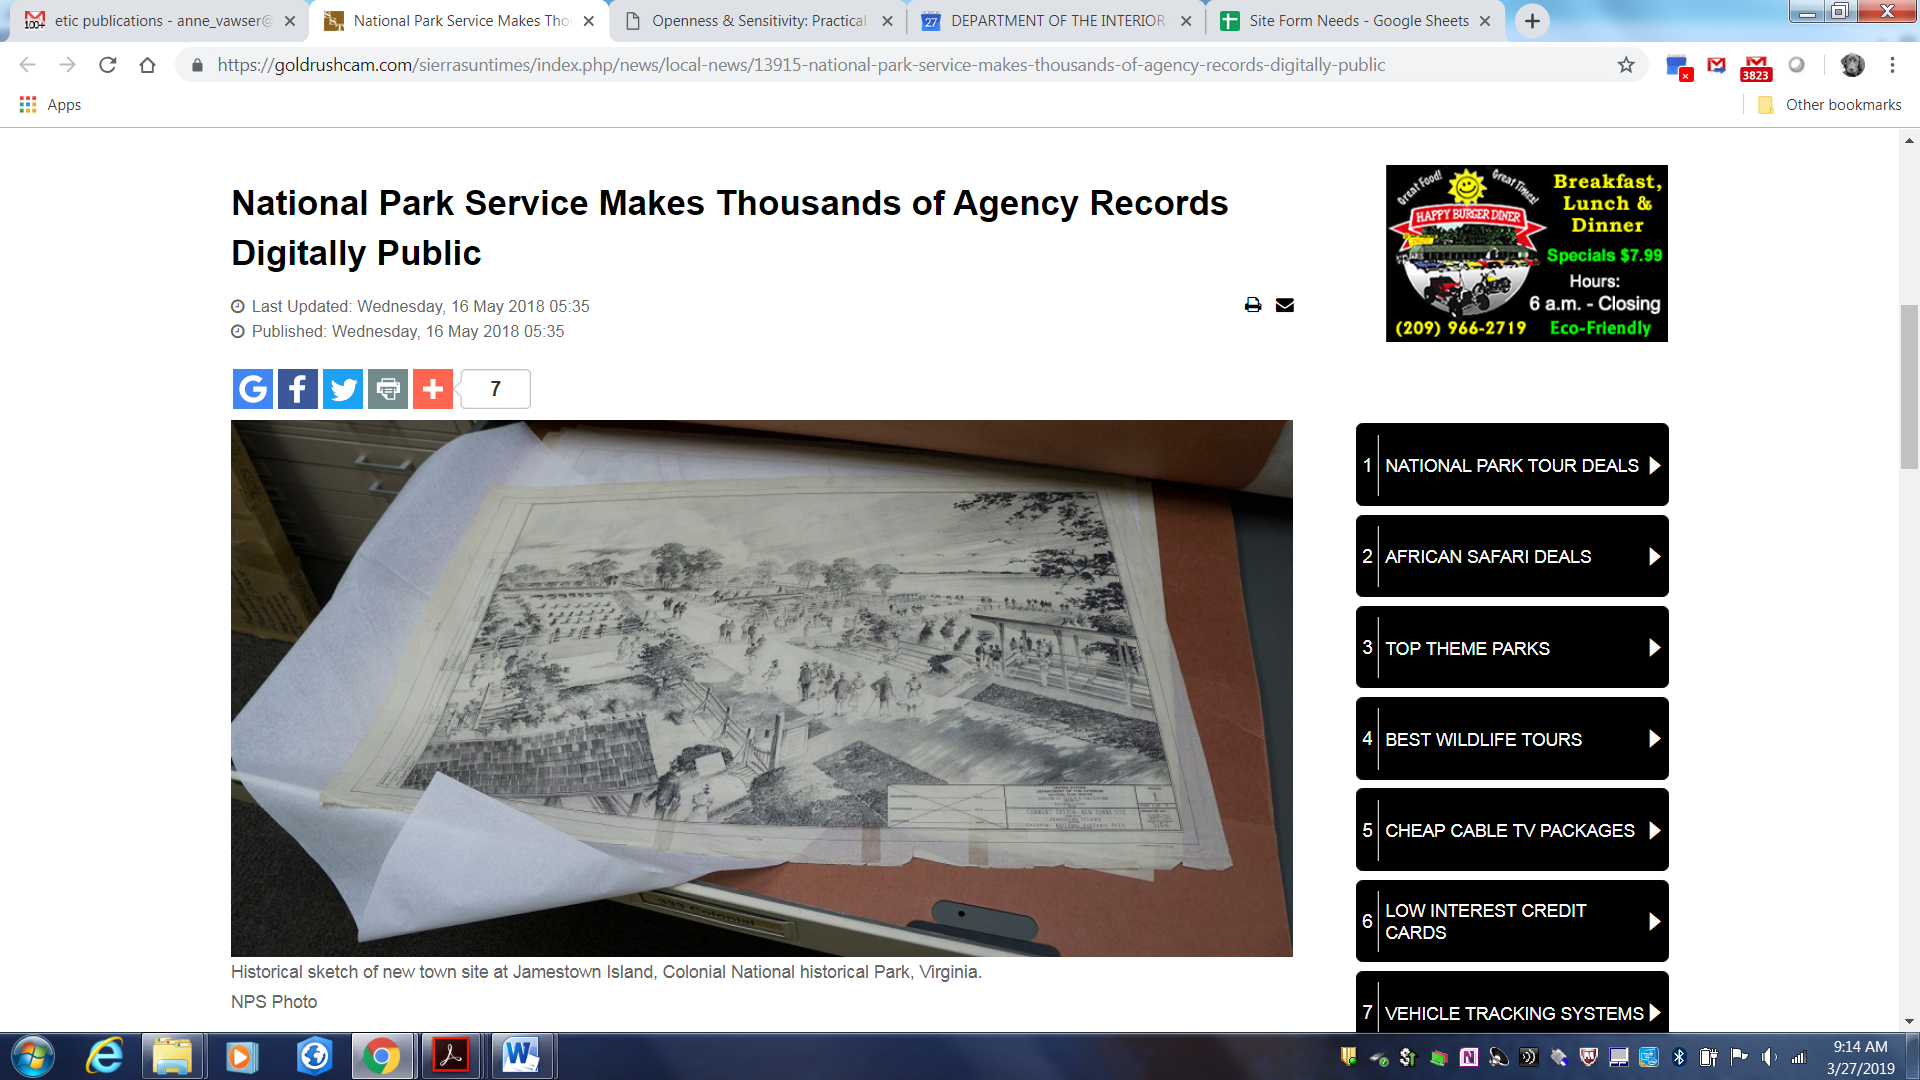 etic publications - anne_vawser@
National Park Service Makes Tho
Openness & Sensitivity: Practical
27
DEPARTMENT OF THE INTERIOR
Site Form Needs - Google Sheets
https://goldrushcam.com/sierrasuntimes/index.php/news/local-news/13915-national-park-service-makes-thousands-of-agency-records-digitally-public
3823
Apps
Other bookmarks
National Park Service Makes Thousands of Agency Records
Digitally Public
Last Updated: Wednesday, 16 May 2018 05:35
Published: Wednesday, 16 May 2018 05:35
7
Great Food!
Great Times!
HAPPY BURGER DINER
Breakfast,
Lunch &
Dinner
Specials $7.99
Hours:
6 a.m. - Closing
(209) 966-2719
Eco-Friendly
1 NATIONAL PARK TOUR DEALS
2 AFRICAN SAFARI DEALS
3 TOP THEME PARKS
4 BEST WILDLIFE TOURS
5 CHEAP CABLE TV PACKAGES
6 LOW INTEREST CREDIT
CARDS
7 VEHICLE TRACKING SYSTEMS
Historical sketch of new town site at Jamestown Island, Colonial National historical Park, Virginia.
NPS Photo
9:14 AM
3/27/2019